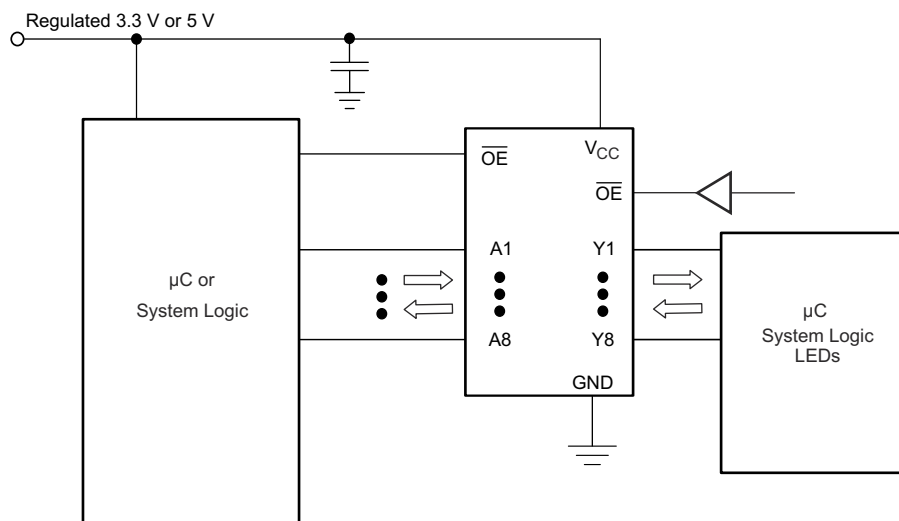 Regulated 3.3 V or 5 V
OE
VCC
OE
A1
Y1
µC or
System Logic
A8
Y8
µC
System Logic
LEDs
GND